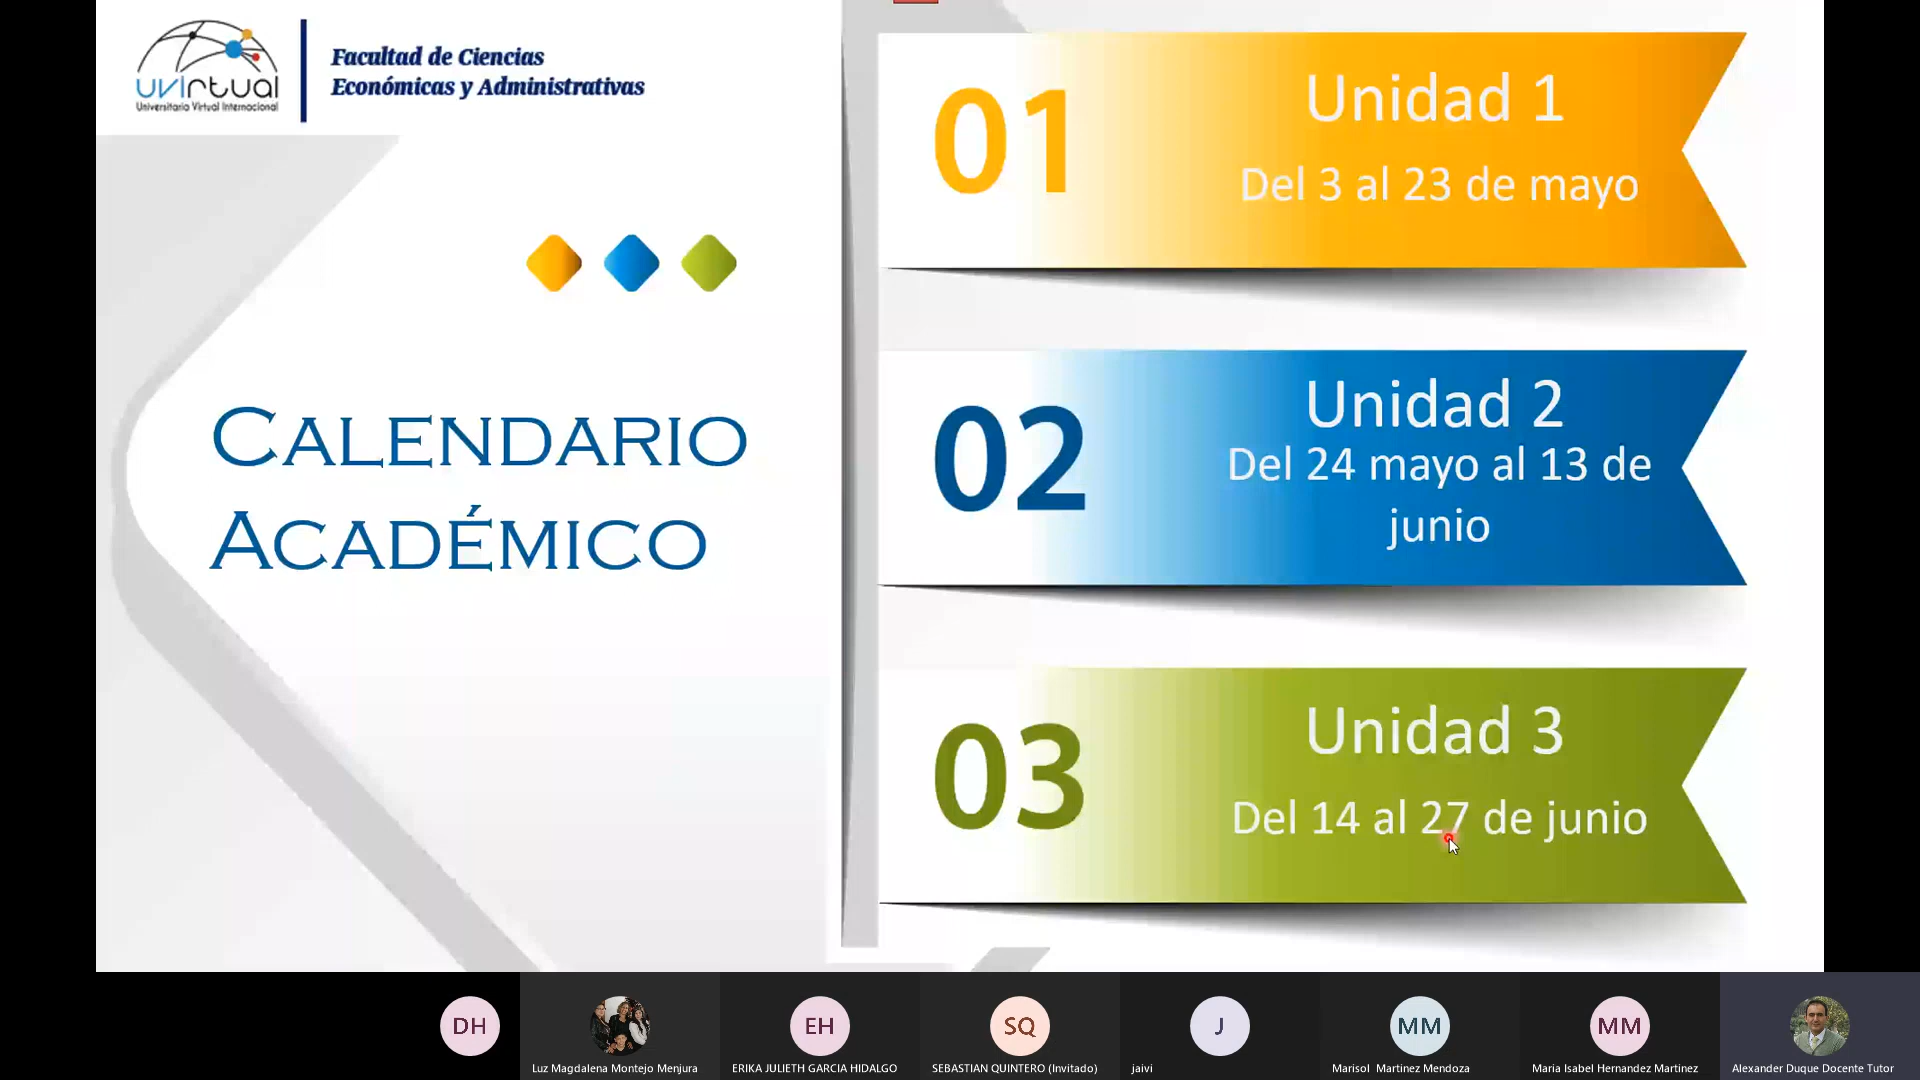 uvirtual
Universitaria Virtual Internacional
Facultad de Ciencias
Económicas y Administrativas
Calendario
Académico
01
Unidad 1
Del 3 al 23 de mayo
02
Unidad 2
Del 24 mayo al 13 de
junio
03
Unidad 3
Del 14 al 27 de junio
DH
EH
SQ
J
MM
MM
Luz Magdalena Montejo Menjura
ERIKA JULIETH GARCIA HIDALGO
SEBASTIAN QUINTERO (Invitado)
jaivi
Marisol Martinez Mendoza
Maria Isabel Hernandez Martinez
Alexander Duque Docente Tutor